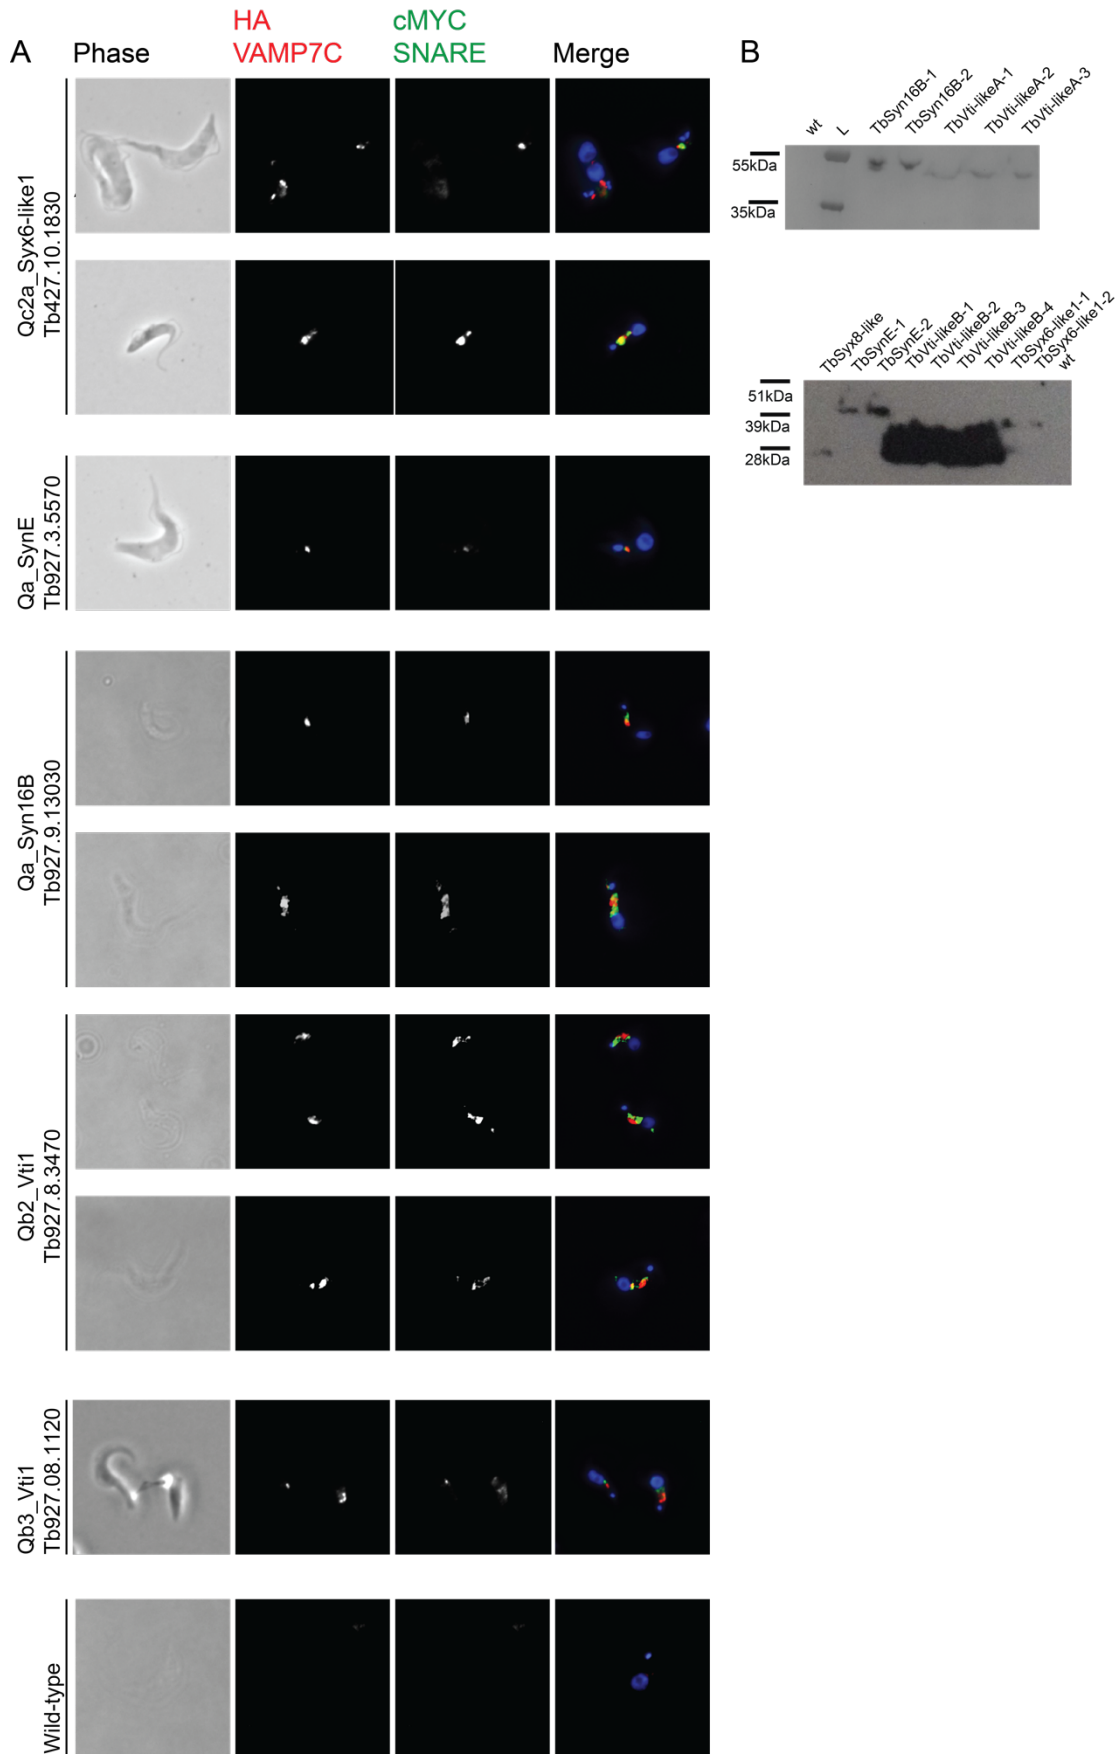 A
Phase
HA
VAMP7C
cMYC
SNARE
Merge
Qc2a_Syx6-like1
Tb427.10.1830
Qa_SynE
Tb927.3.5570
Qa_Syn16B
Tb927.9.13030
Qb2_Vti1
Tb927.8.3470
Qb3_Vti1
Tb927.08.1120
Wild-type
B
wt
L
TbSyn16B-1
TbSyn16B-2
TbVti-likeA-1
TbVti-likeA-2
TbVti-likeA-3
55kDa
35kDa
TbSyx8-like
TbSynE-1
TbSynE-2
TbVti-likeB-1
TbVti-likeB-2
TbVti-likeB-3
TbVti-likeB-4
TbSyx6-like1-1
TbSyx6-like1-2
wt
51kDa
39kDa
28kDa